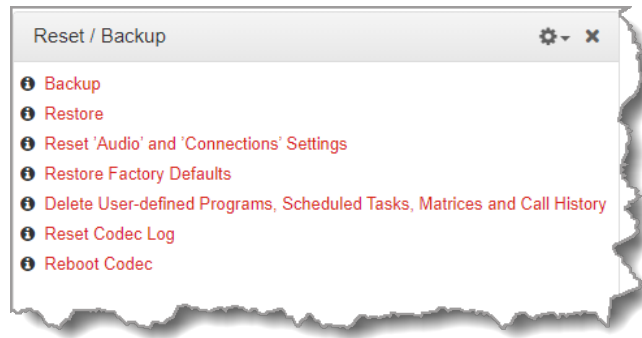 Reset / Backup
Backup
Restore
Reset 'Audio' and 'Connections' Settings
Restore Factory Defaults
Delete User-defined Programs, Scheduled Tasks, Matrices and Call History
Reset Codec Log
Reboot Codec